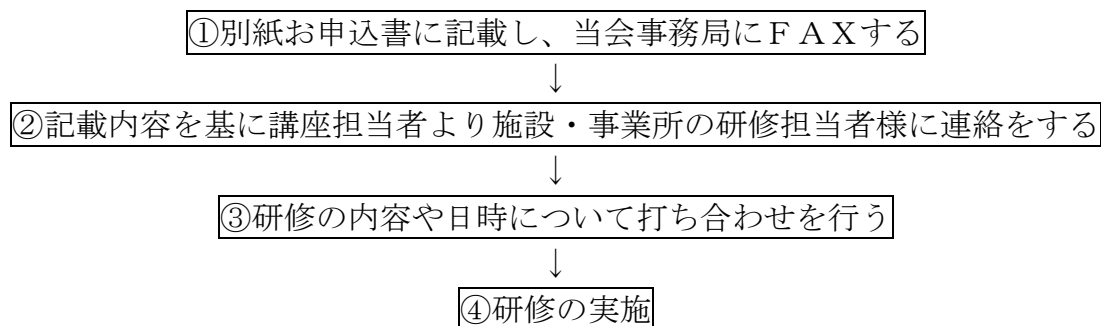 ①別紙お申込書に記載し、当会事務局にＦＡＸする
↓
②記載内容を基に講座担当者より施設・事業所の研修担当者様に連絡をする
↓
③研修の内容や日時について打ち合わせを行う
↓
④研修の実施